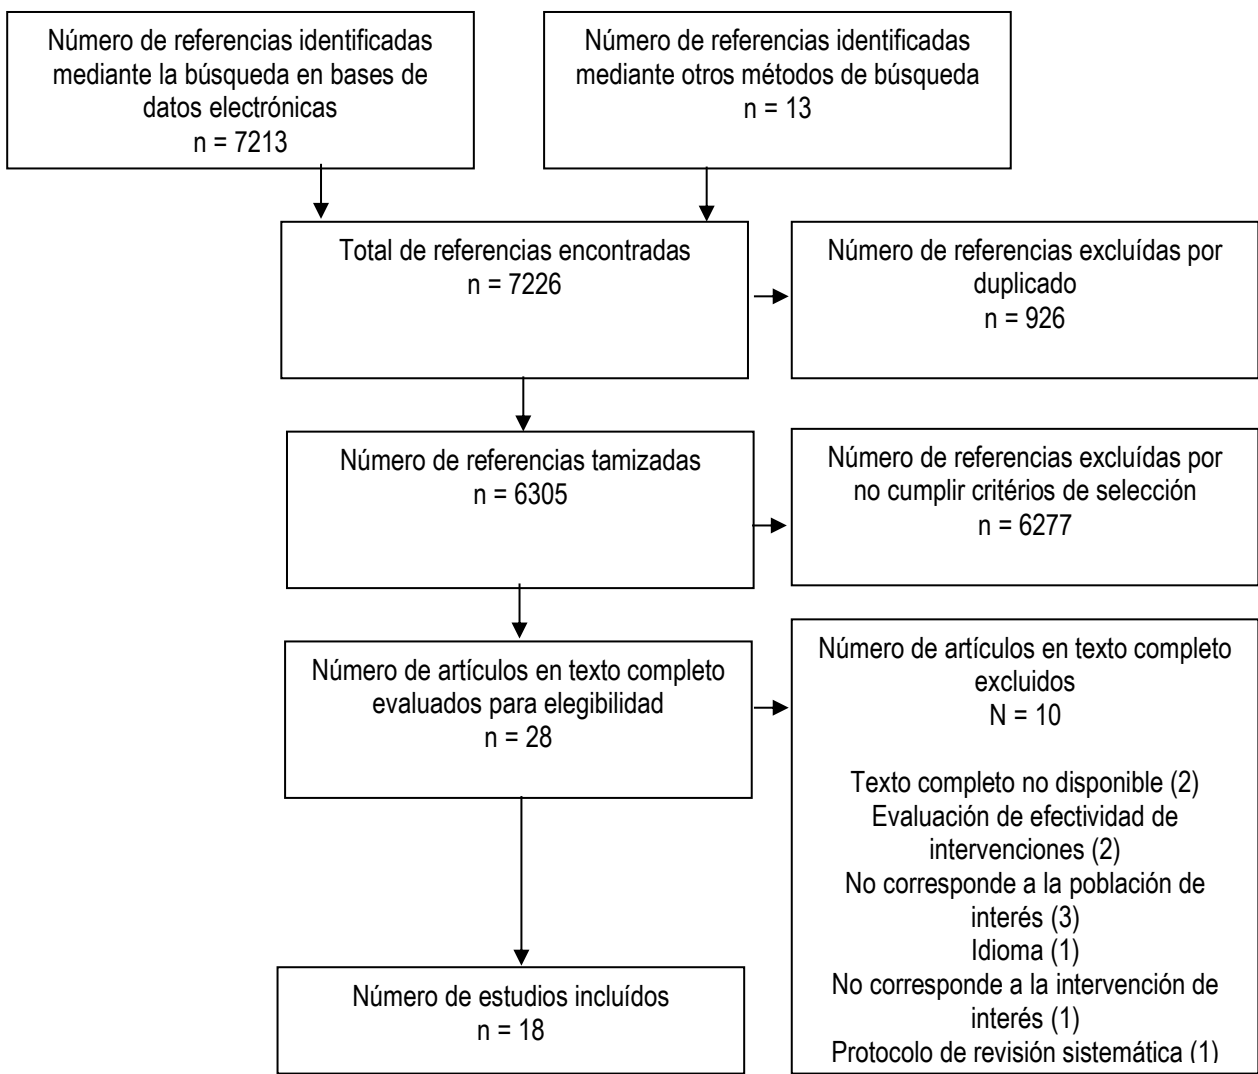 Número de referencias identificadas
mediante la búsqueda en bases de
datos electrónicas
n = 7213
Número de referencias identificadas
mediante otros métodos de búsqueda
n = 13
Total de referencias encontradas
n = 7226
Número de referencias excluídas por
duplicado
n = 926
Número de referencias tamizadas
n = 6305
Número de referencias excluídas por
no cumplir critérios de selección
n = 6277
Número de artículos en texto completo
evaluados para elegibilidad
n = 28
Número de artículos en texto completo
excluidos
N = 10
Texto completo no disponible (2)
Evaluación de efectividad de
intervenciones (2)
No corresponde a la población de
interés (3)
Idioma (1)
No corresponde a la intervención de
interés (1)
Protocolo de revisión sistemática (1)
Número de estudios incluídos
n = 18